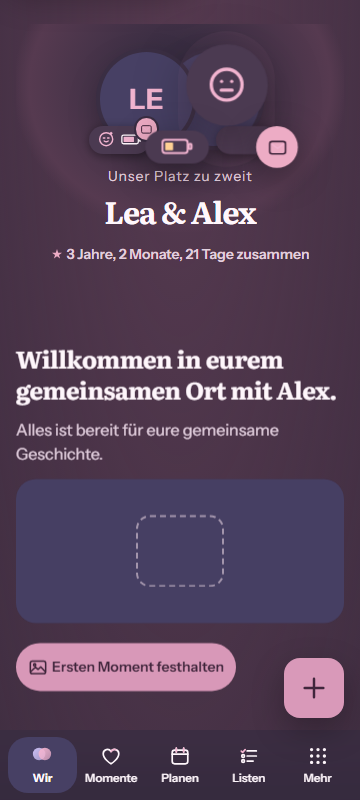 LE
Unser Platz zu zweit
Lea & Alex
★ 3 Jahre, 2 Monate, 21 Tage zusammen
Willkommen in eurem
gemeinsamen Ort mit Alex.
Alles ist bereit für eure gemeinsame
Geschichte.
Ersten Moment festhalten
Wir
Momente
Planen
Listen
Mehr